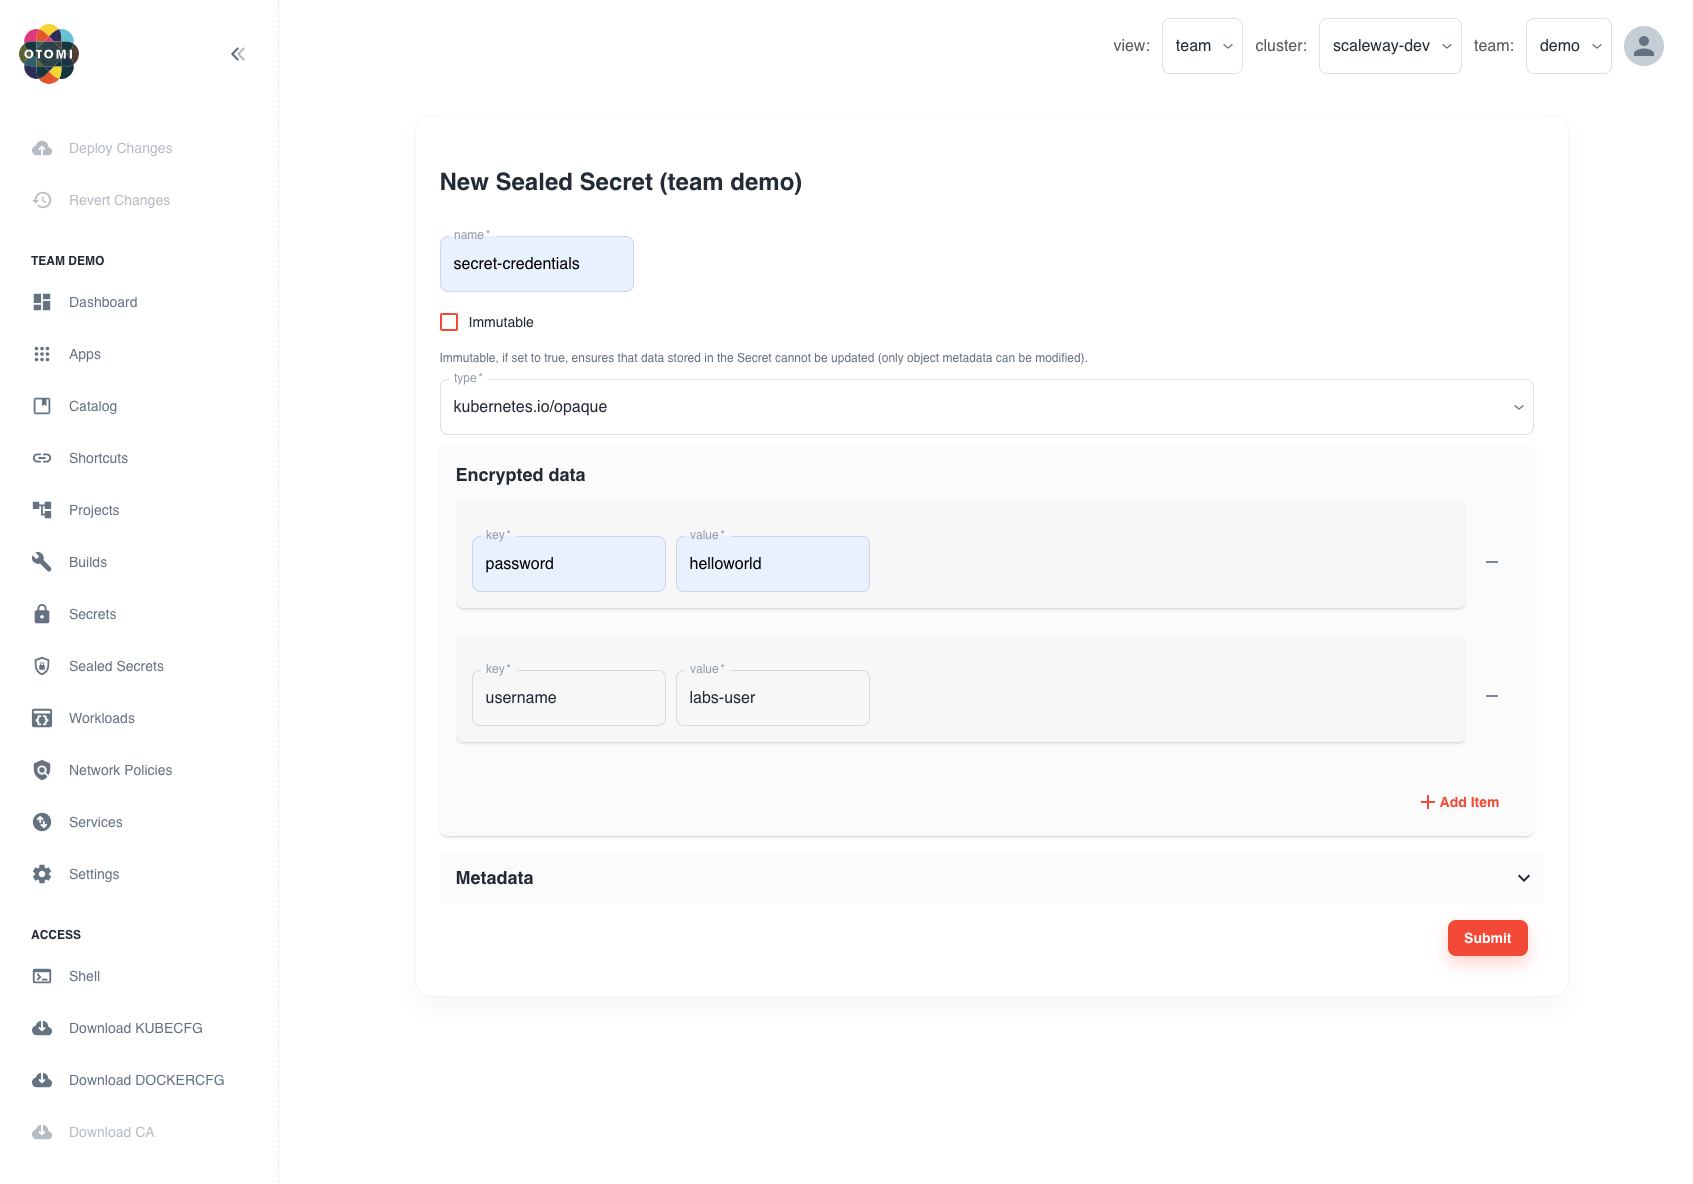 OTOMI
view:
team
cluster:
scaleway-dev
team:
demo
Deploy Changes
Revert Changes
TEAM DEMO
Dashboard
Apps
Catalog
Shortcuts
Projects
Builds
Secrets
Sealed Secrets
Workloads
Network Policies
Services
Settings
ACCESS
Shell
Download KUBECFG
Download DOCKERCFG
Download CA
New Sealed Secret (team demo)
name *
secret-credentials
Immutable
Immutable, if set to true, ensures that data stored in the Secret cannot be updated (only object metadata can be modified).
type *
kubernetes.io/opaque
Encrypted data
key * value *
password helloworld
key * value *
username labs-user
Add Item
Metadata
Submit